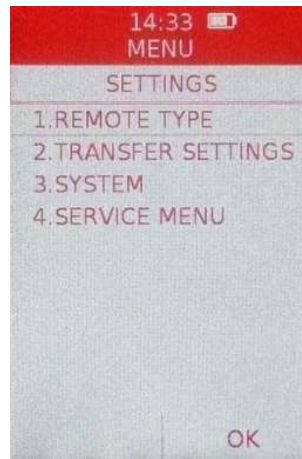 14:33
MENU
SETTINGS
1.REMOTE TYPE
2.TRANSFER SETTINGS
3.SYSTEM
4.SERVICE MENU
OK